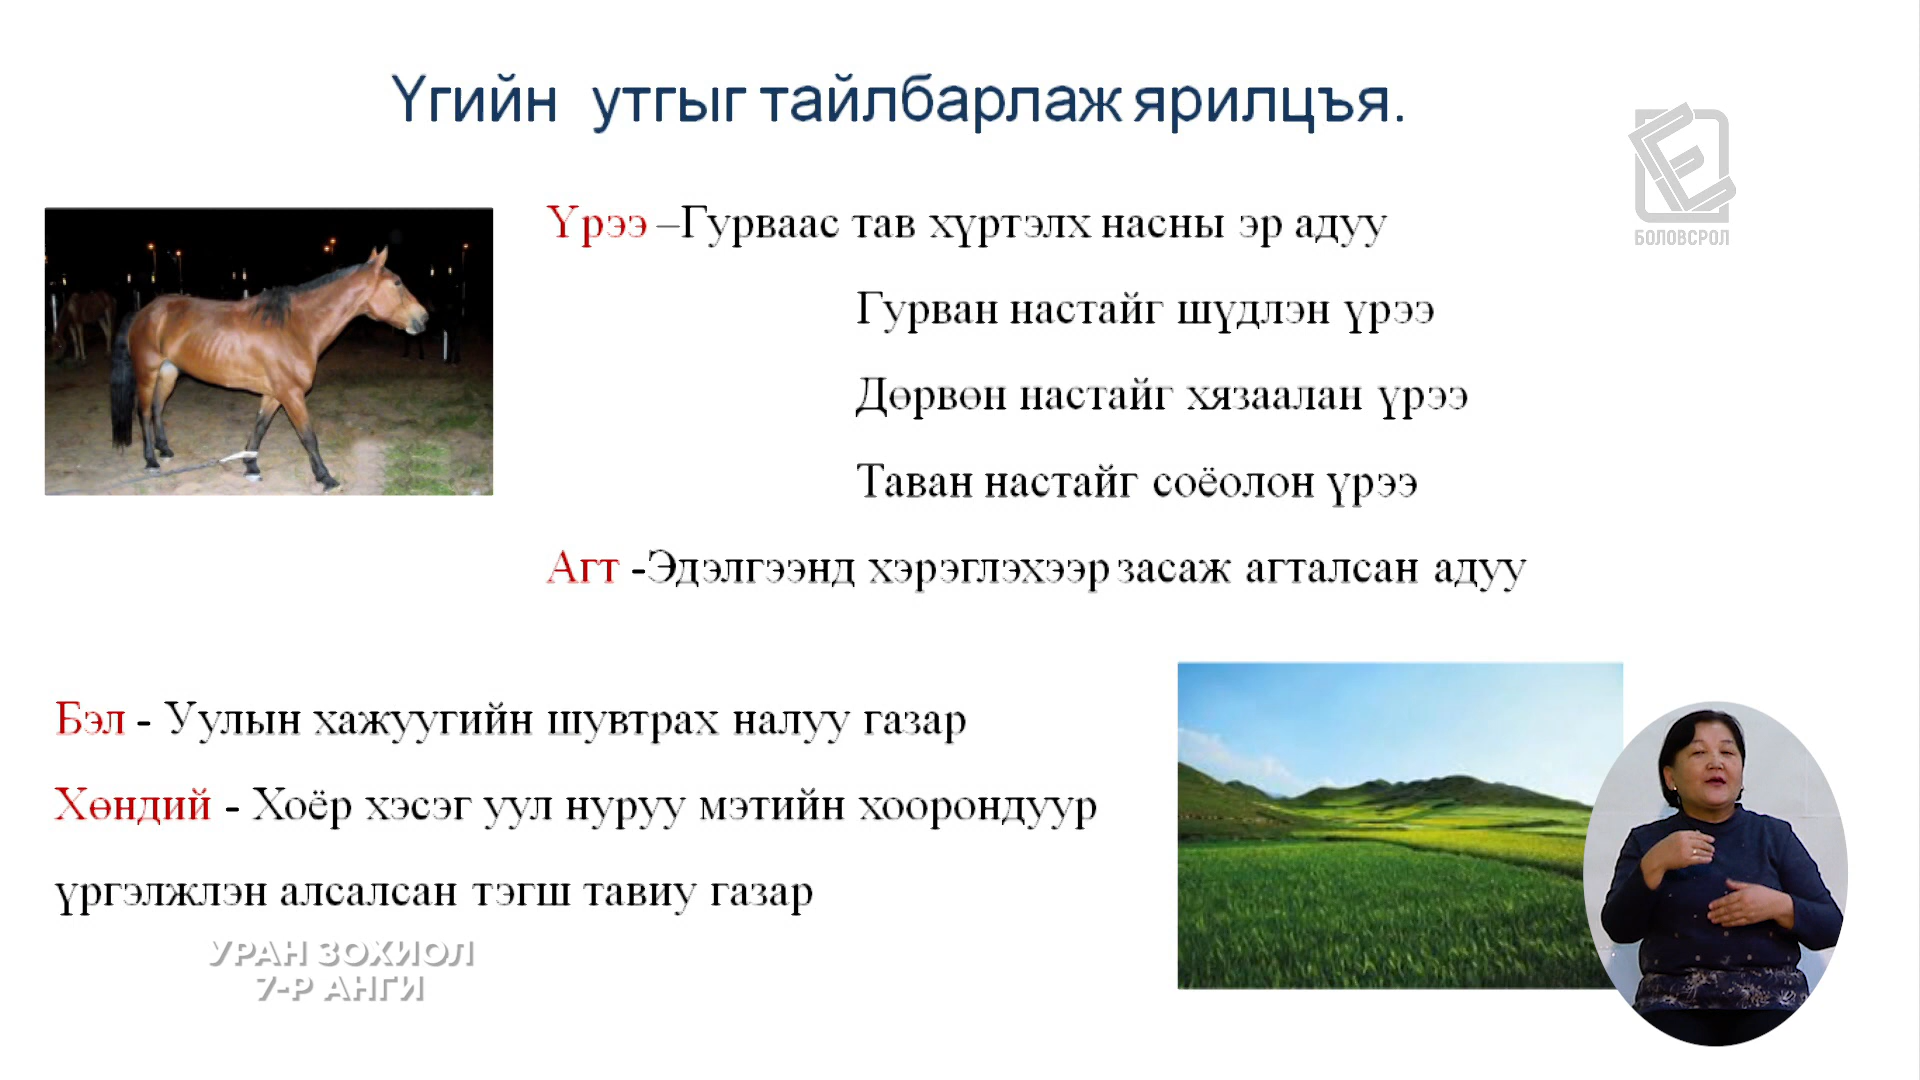 Үгийн утгыг тайлбарлаж ярилцъя.
БОЛОВСРОЛ
Үрээ –Гурваас тав хүртэлх насны эр адуу
Гурван настайг шүдлэн үрээ
Дөрвөн настайг хязаалан үрээ
Таван настайг соёолон үрээ
Агт -Эдэлгээнд хэрэглэхээр засаж агталсан адуу
Бэл - Уулын хажуугийн шувтрах налуу газар
Хөндий - Хоёр хэсэг уул нуруу мэтийн хоорондуур
үргэлжлэн алсалсан тэгш тавиу газар
УРАН ЗОХИОЛ
7-Р АНГИ